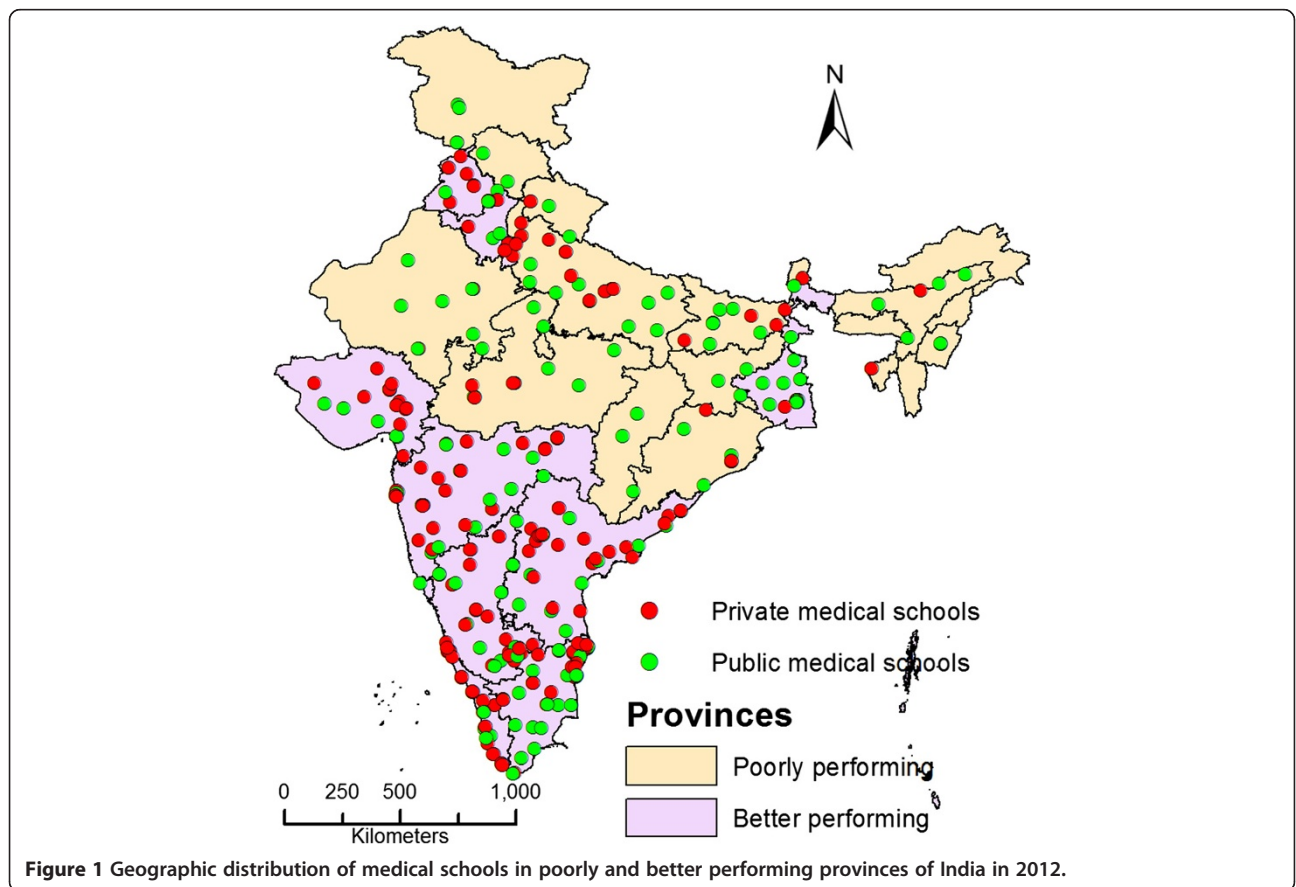 N
Private medical schools
Public medical schools
Provinces
Poorly performing
Better performing
0 250 500 1,000
Kilometers
Figure 1 Geographic distribution of medical schools in poorly and better performing provinces of India in 2012.